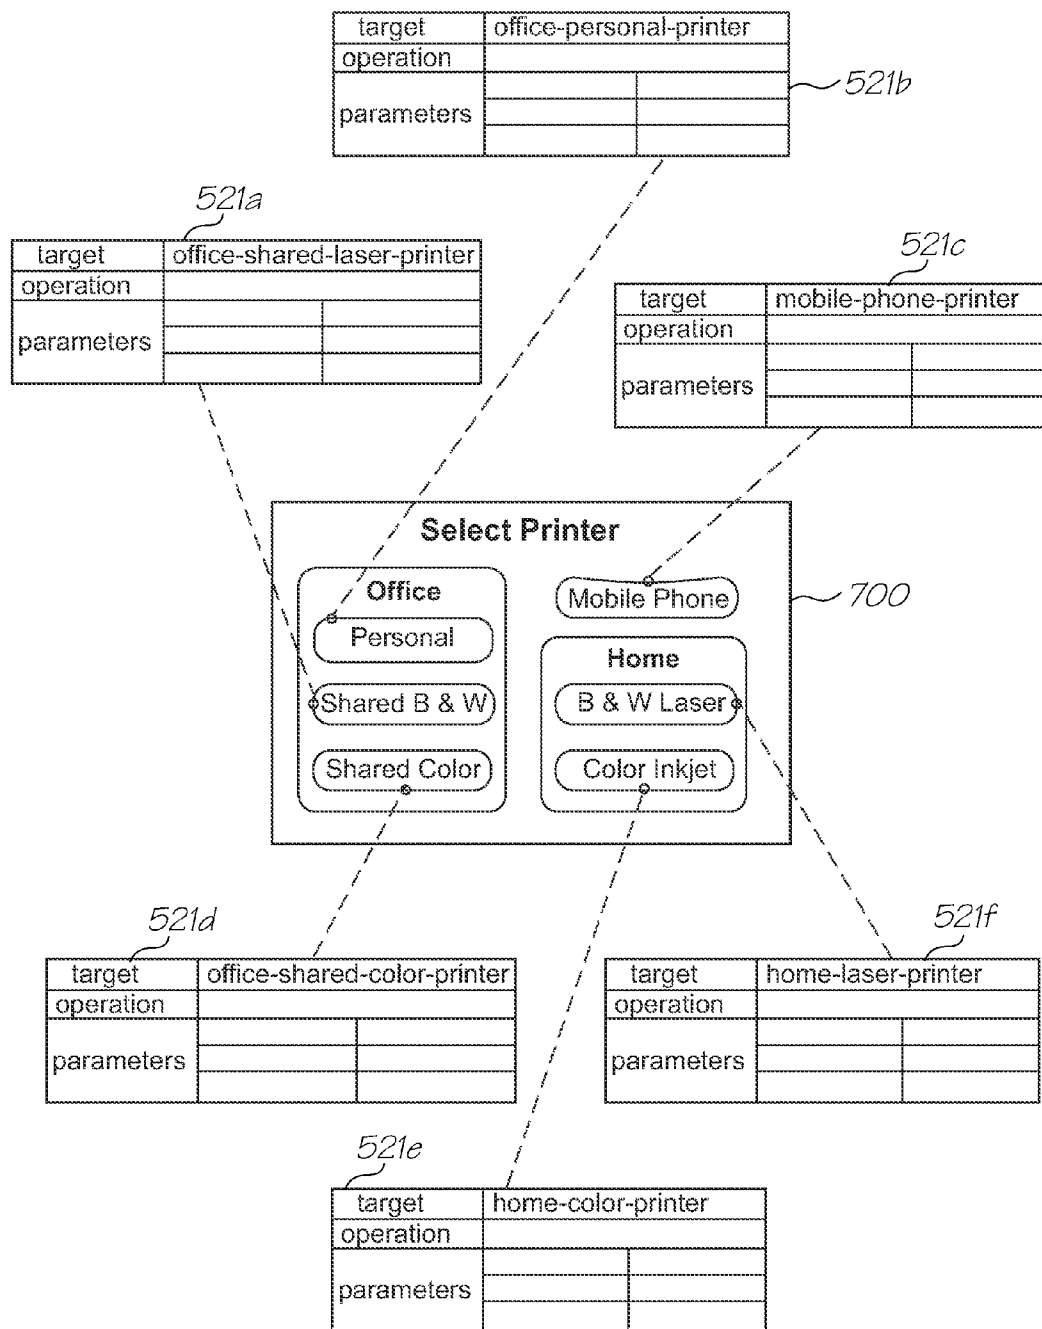 target office-personal-printer
operation
parameters
521b
521a
target office-shared-laser-printer
operation
parameters
521c
target mobile-phone-printer
operation
parameters
Select Printer
700
Office
Personal
Shared B & W
Shared Color
Mobile Phone
Home
B & W Laser
Color Inkjet
521d
target office-shared-color-printer
operation
parameters
521f
target home-laser-printer
operation
parameters
521e
target home-color-printer
operation
parameters